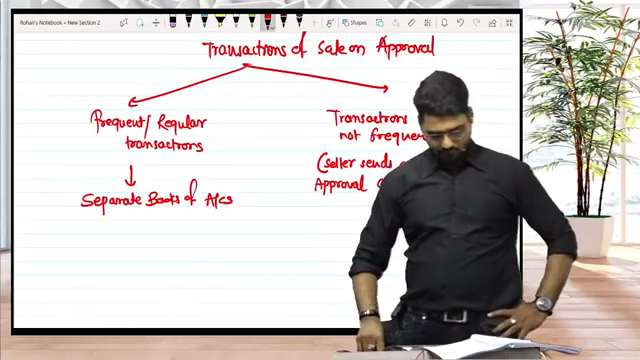 Rohan's Notebook » New Section 2
Shapes
Transactions of Sale on Approval
Frequent/Regular
transactions
Separate Books of A/cs
Transactions
not frequen
(seller sends
Approval